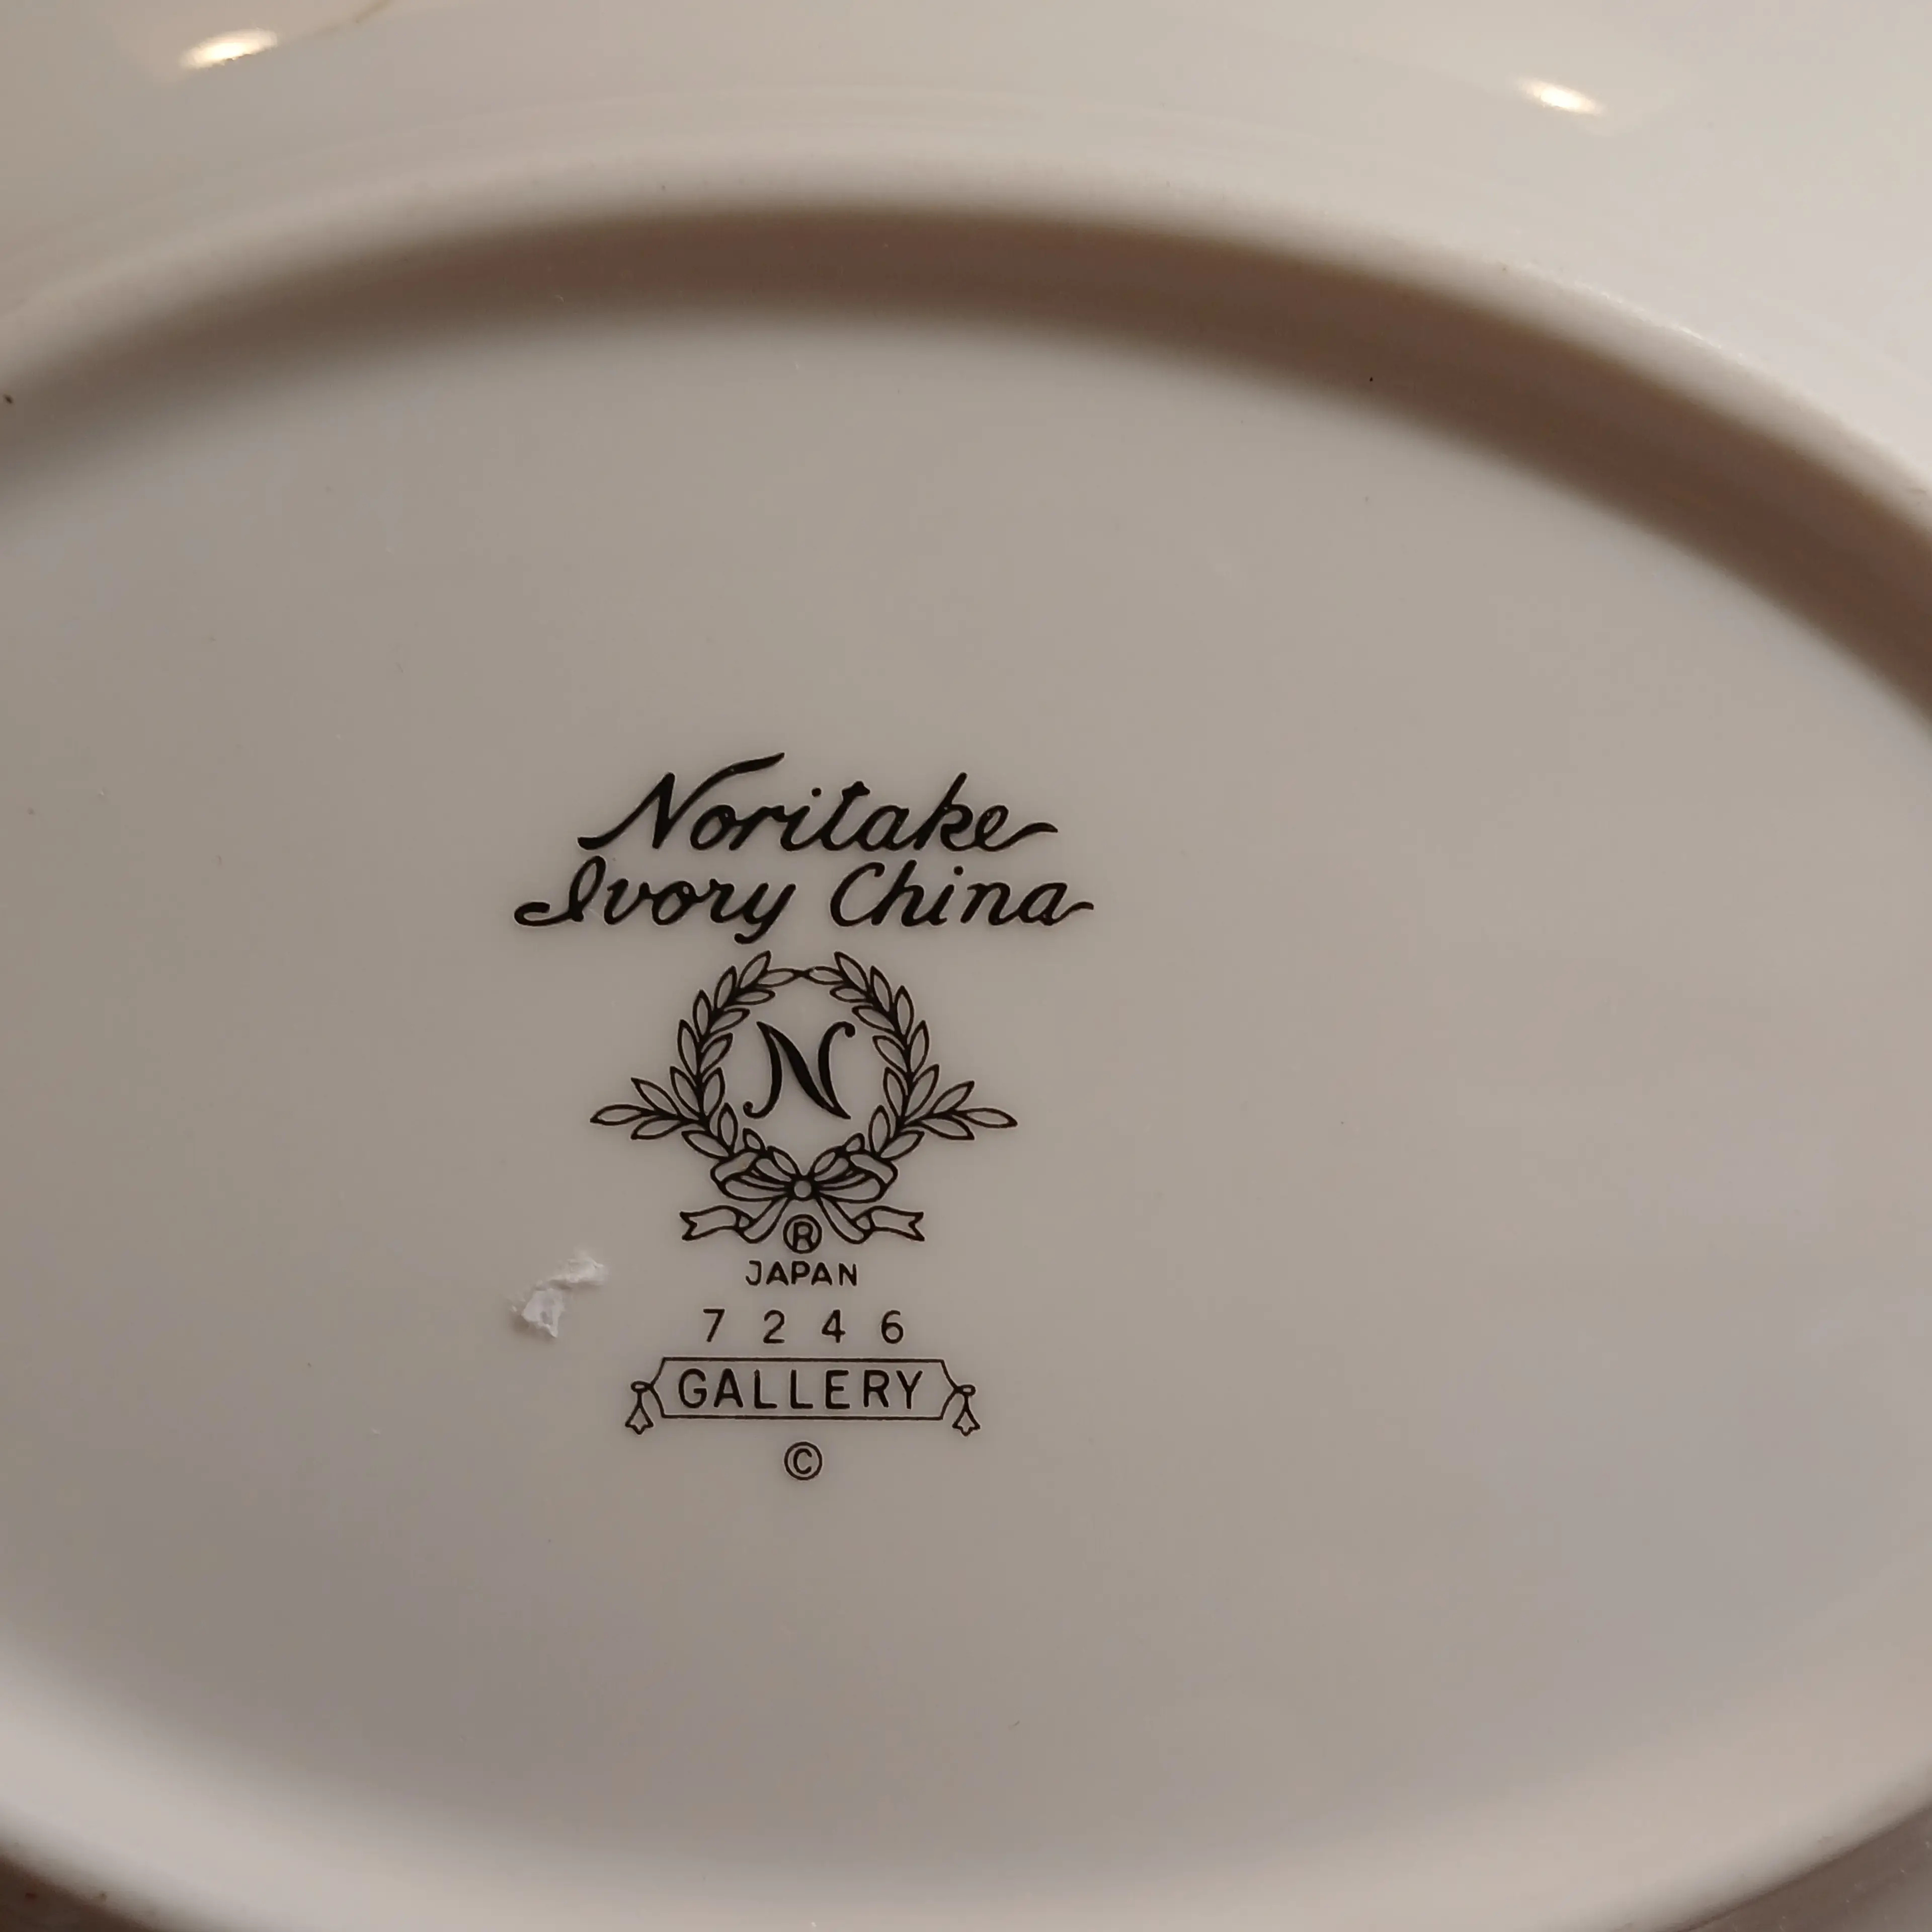 Noritake
Ivory China
N
®
JAPAN
7246
GALLERY
©